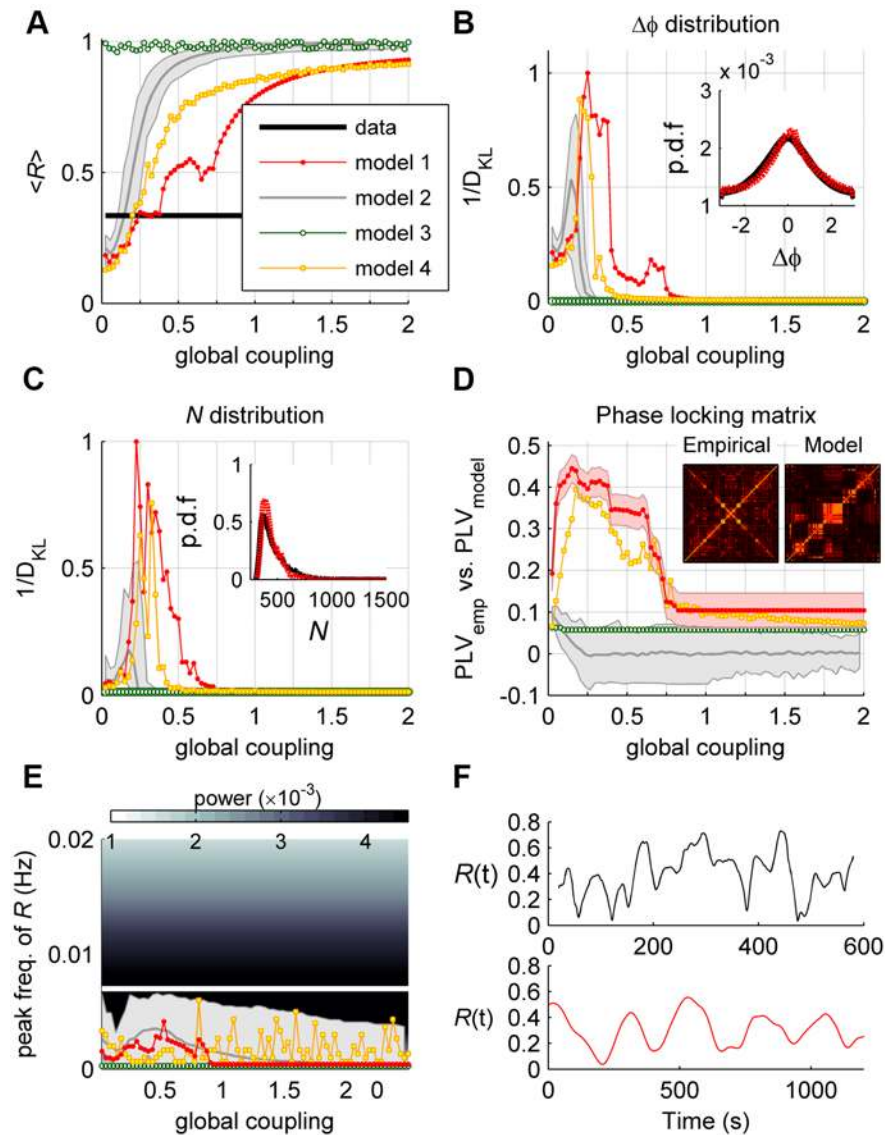 A
1
0.5
0
<R>
0 0.5 1 1.5 2
global coupling
data
model 1
model 2
model 3
model 4
B
Δϕ distribution
1
0.5
0
1/D_KL
0 0.5 1 1.5 2
global coupling
x 10^-3
3
2
1
p.d.f
-2 0 2
Δϕ
C
N distribution
1
0.5
0
1/D_KL
0 0.5 1 1.5 2
global coupling
1
0.5
0
p.d.f
500 1000 1500
N
D
Phase locking matrix
Empirical Model
0.5
0.4
0.3
0.2
0.1
0
-0.1
PLV_emp vs. PLV_model
0 0.5 1 1.5 2
global coupling
E
power (×10^-3)
1 2 3 4
0.02
0.01
0
peak freq. of R (Hz)
0.5 1 1.5 2 0
global coupling
F
0.8
0.6
0.4
0.2
0
R(t)
0 200 400 600
0.8
0.6
0.4
0.2
0
R(t)
0 500 1000
Time (s)